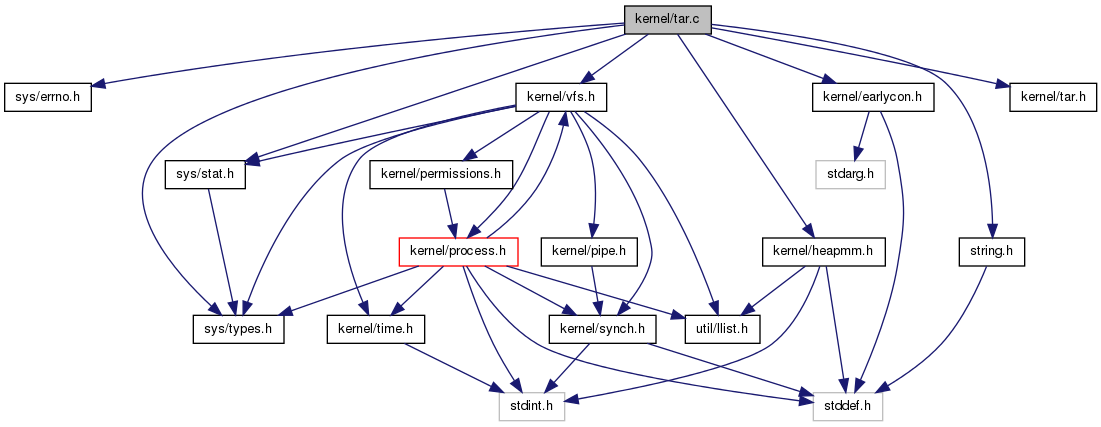 kernel/tar.c
sys/errno.h
kernel/vfs.h
kernel/earlycon.h
kernel/tar.h
sys/stat.h
kernel/permissions.h
stdarg.h
kernel/process.h
kernel/pipe.h
kernel/heapmm.h
string.h
sys/types.h
kernel/time.h
kernel/synch.h
util/llist.h
stdint.h
stddef.h